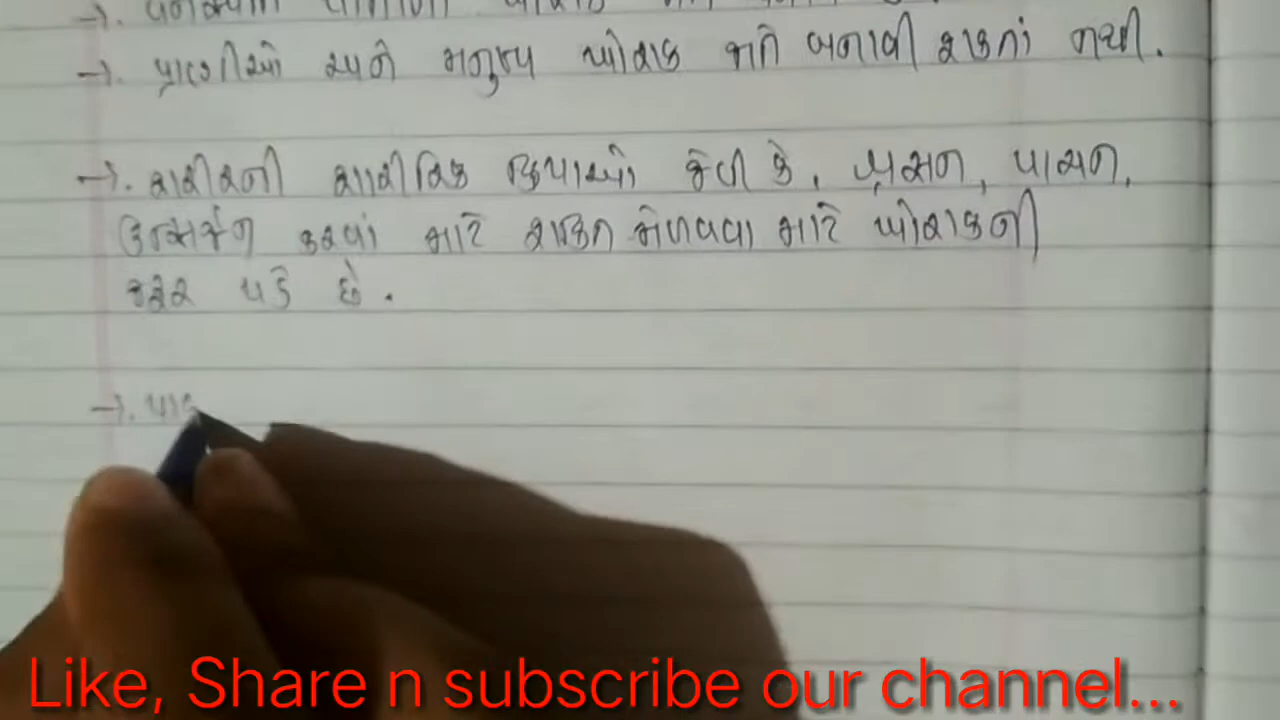 →. પ્રાણીઓ અને મનુષ્ય ખોરાક જાતે બનાવી શકતાં નથી.
→. શરીરની શારીરિક ક્રિયાઓ જેવી કે, શ્વસન, પાચન,
ઉત્સર્જન કરવાં માટે શક્તિ મેળવવા માટે ખોરાકની
જરૂર પડે છે.
→.
Like, Share n subscribe our channel...